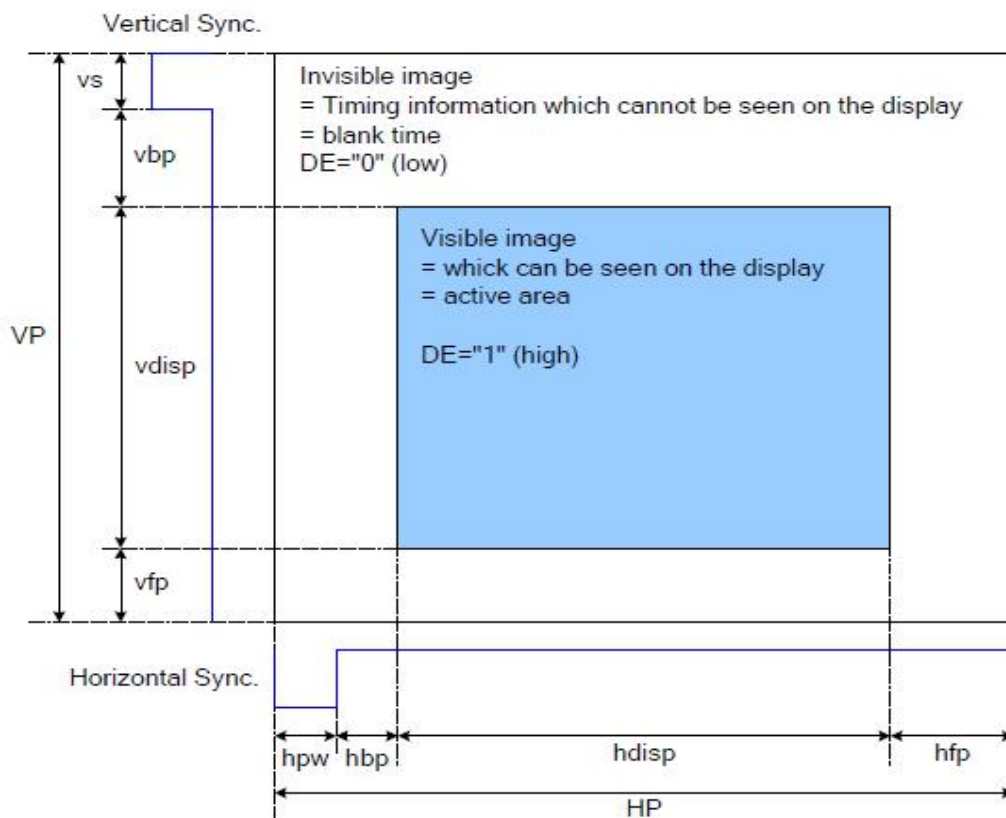 Vertical Sync.
vs
Invisible image
= Timing information which cannot be seen on the display
= blank time
DE="0" (low)
vbp
Visible image
= whick can be seen on the display
= active area
DE="1" (high)
VP
vdisp
vfp
Horizontal Sync.
hpw
hbp
hdisp
hfp
HP